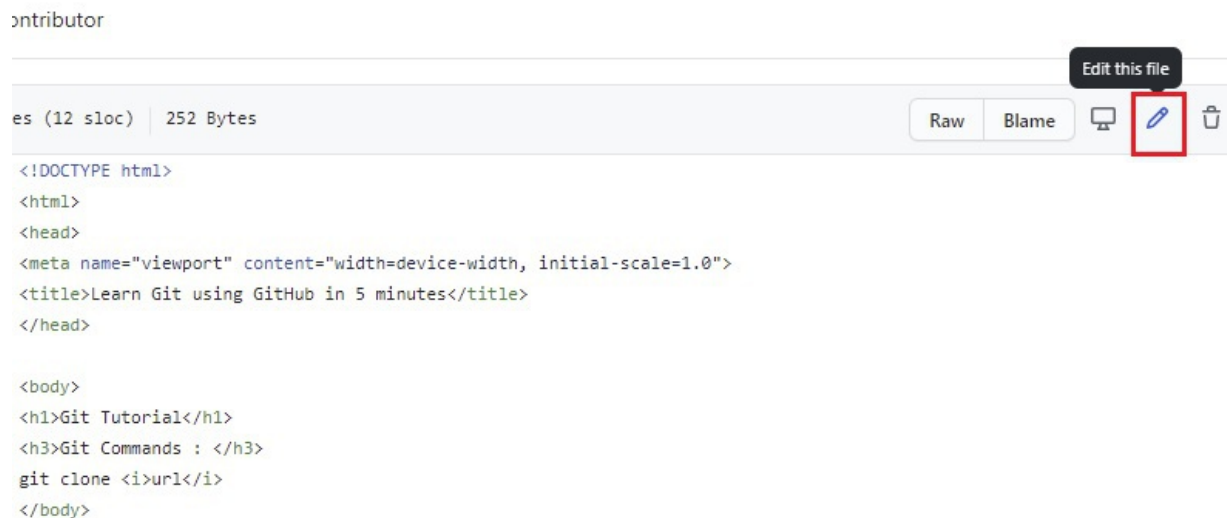 ontributor
Edit this file
es (12 sloc) 252 Bytes Raw Blame
<!DOCTYPE html>
<html>
<head>
<meta name="viewport" content="width=device-width, initial-scale=1.0">
<title>Learn Git using GitHub in 5 minutes</title>
</head>
<body>
<h1>Git Tutorial</h1>
<h3>Git Commands : </h3>
git clone <i>url</i>
</body>